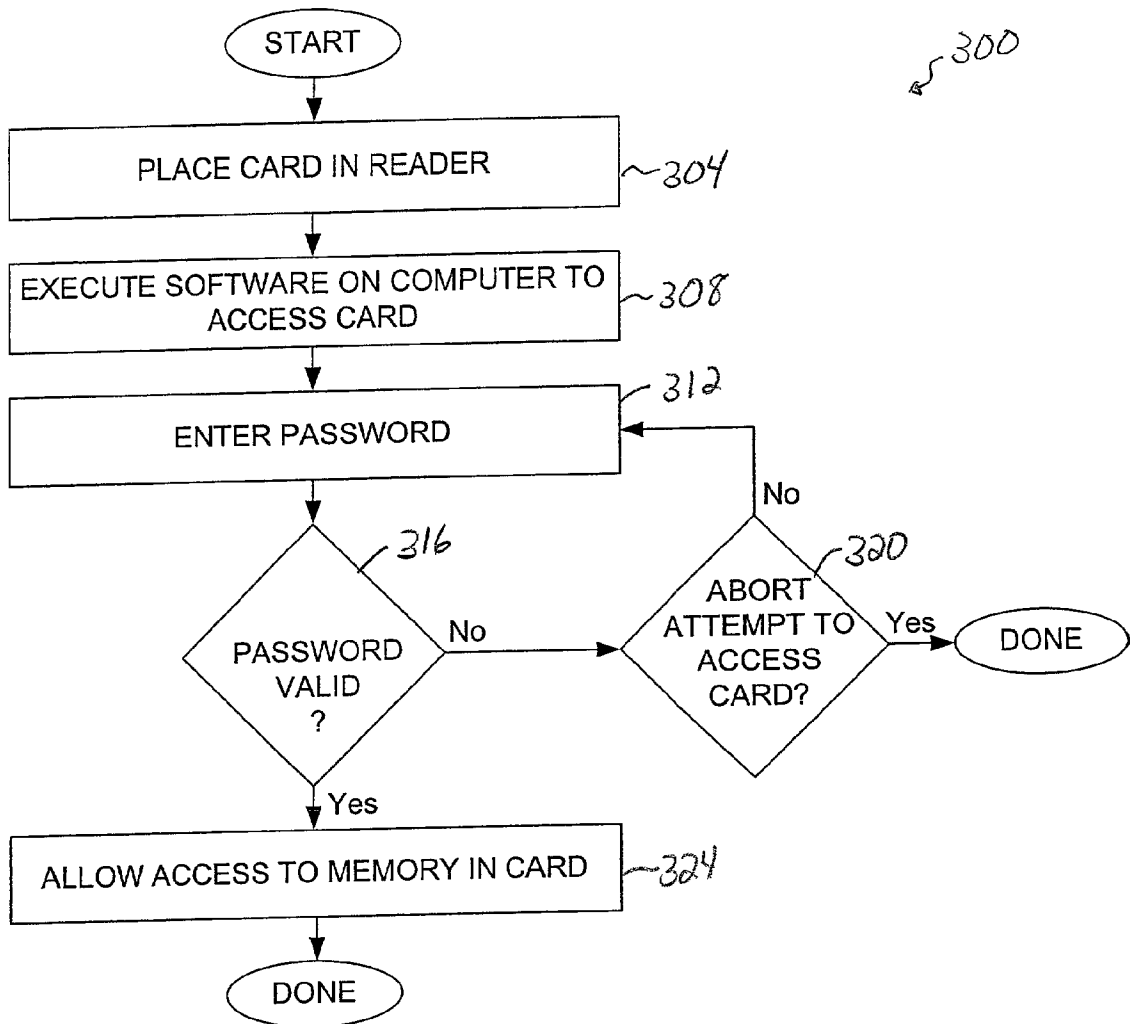 START
300
PLACE CARD IN READER
304
EXECUTE SOFTWARE ON COMPUTER TO
ACCESS CARD
308
312
ENTER PASSWORD
No
316
320
ABORT
ATTEMPT TO
ACCESS
CARD?
Yes
DONE
No
PASSWORD
VALID
?
Yes
ALLOW ACCESS TO MEMORY IN CARD
324
DONE